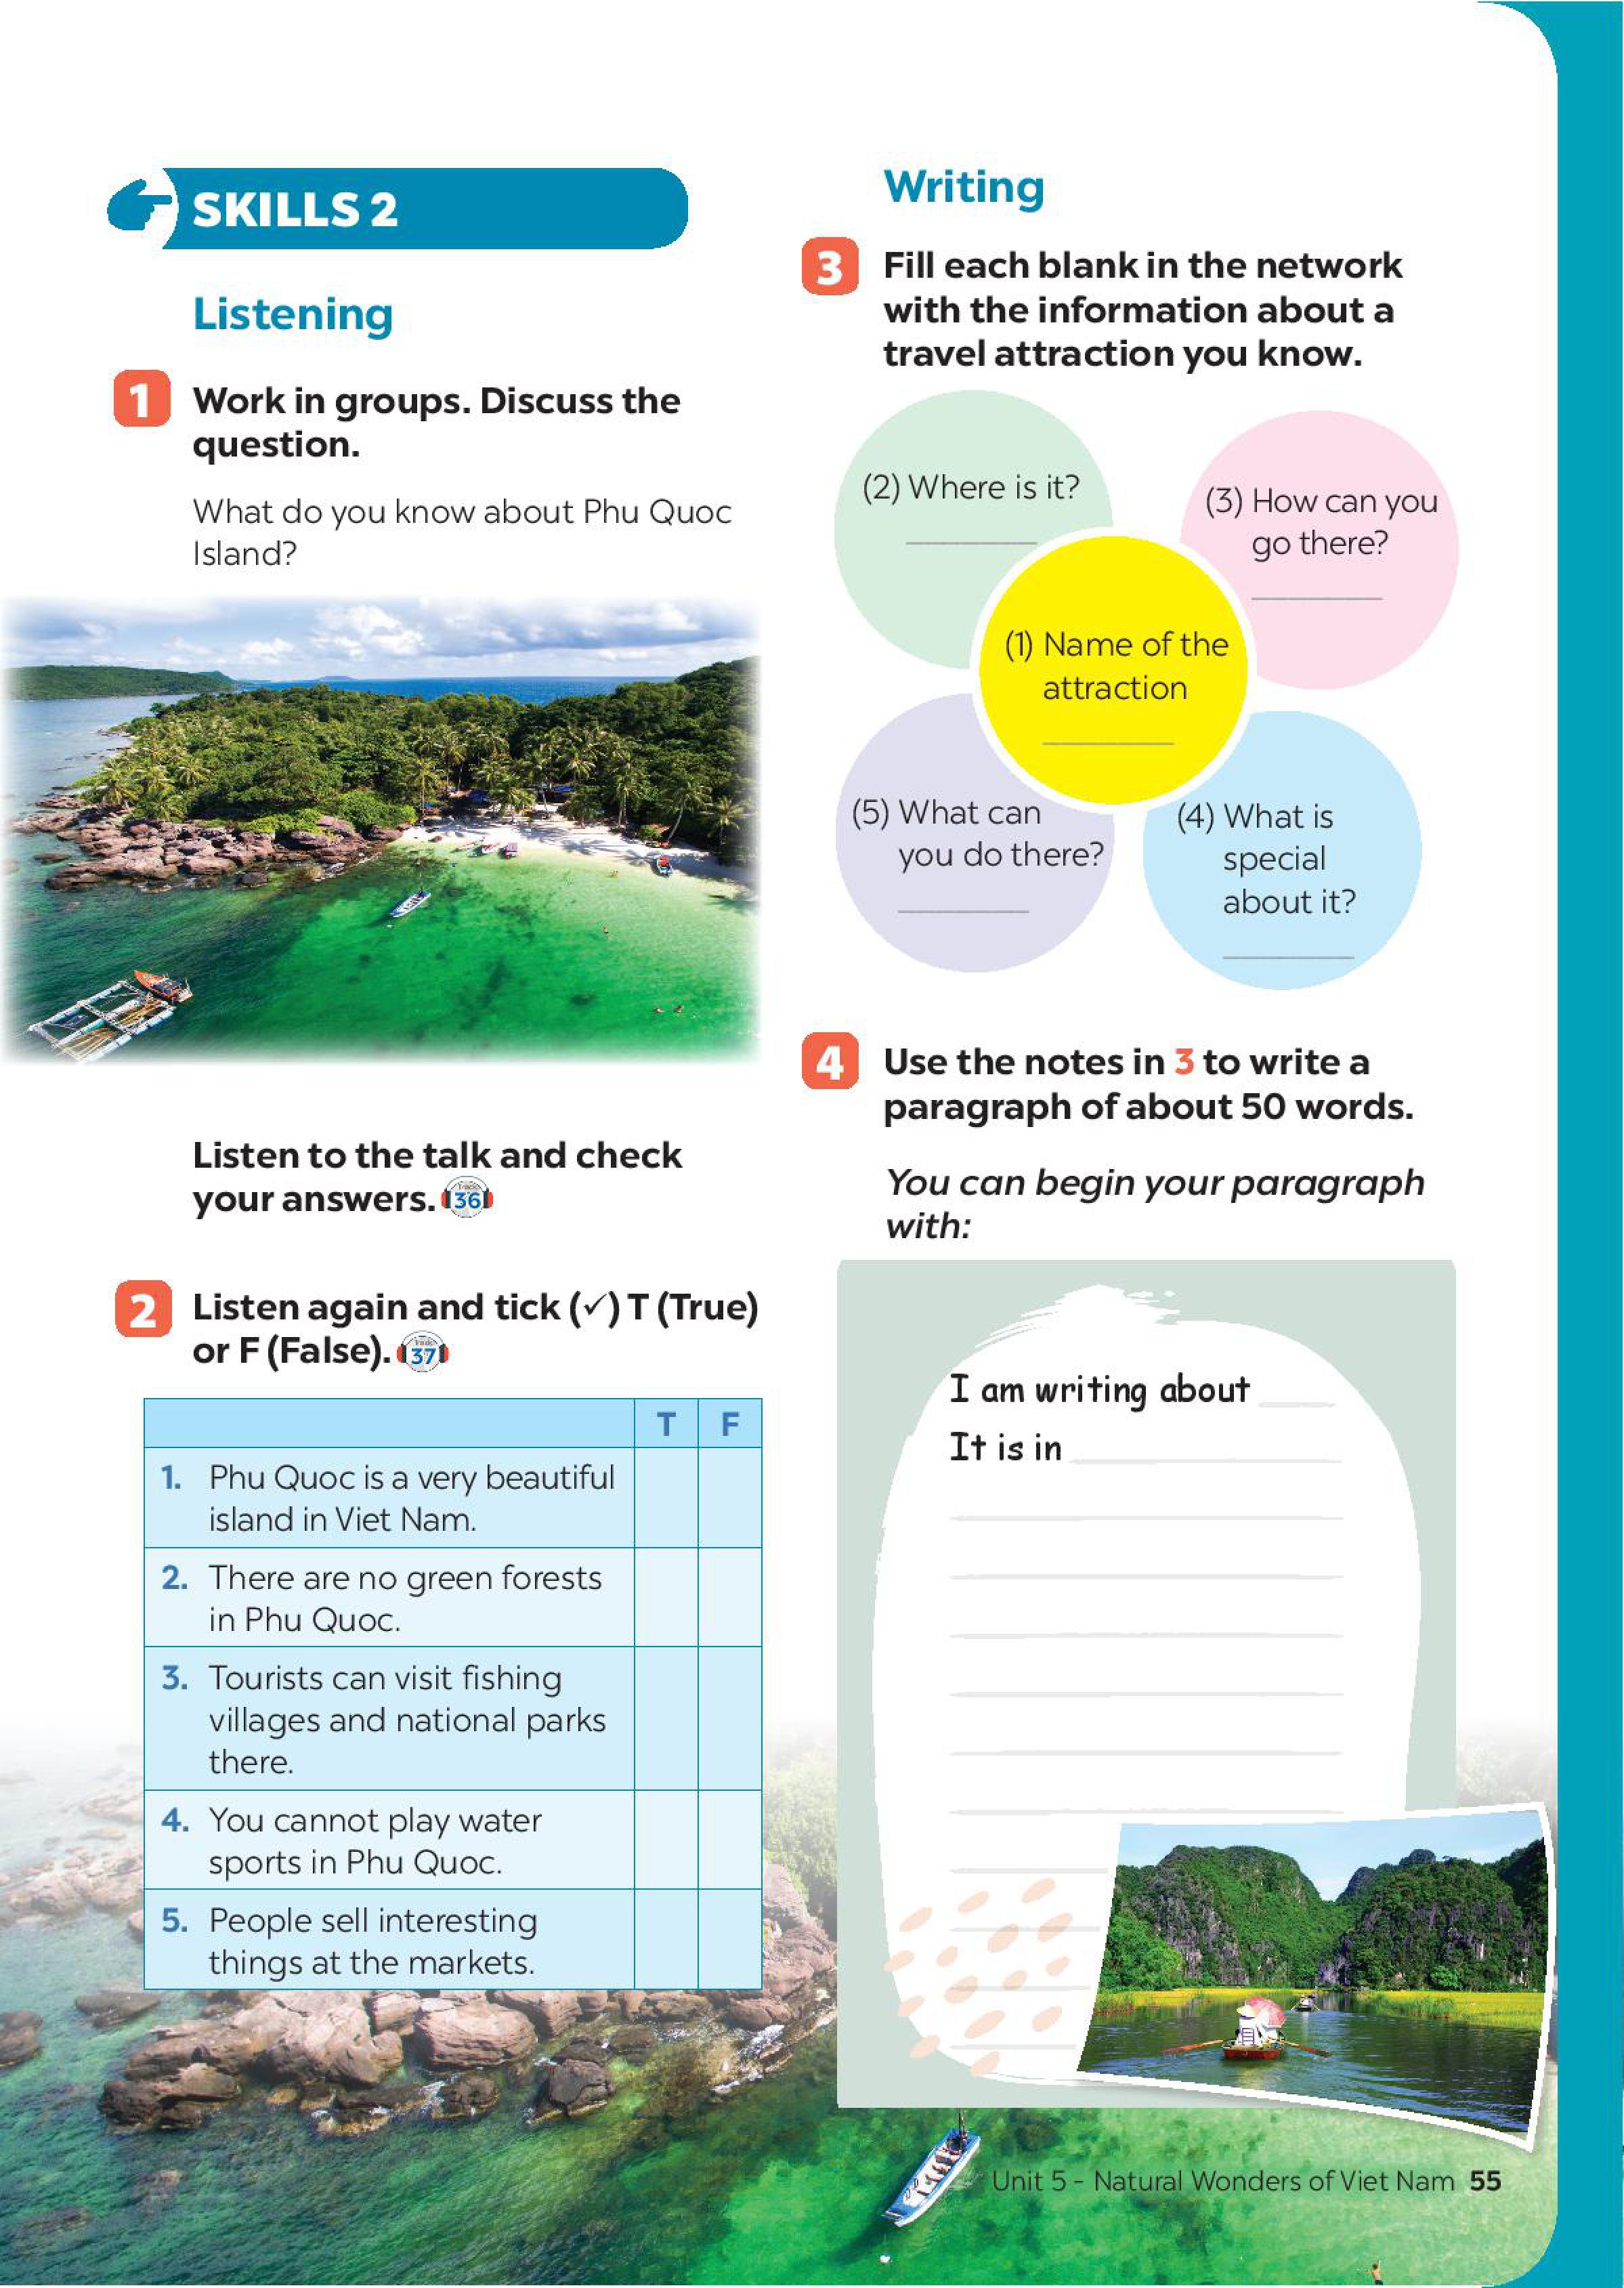 SKILLS 2
Listening
1 Work in groups. Discuss the
question.
What do you know about Phu Quoc
Island?
Listen to the talk and check
your answers. Track 36
2 Listen again and tick (✓) T (True)
or F (False). Track 37
T F
1. Phu Quoc is a very beautiful
island in Viet Nam.
2. There are no green forests
in Phu Quoc.
3. Tourists can visit fishing
villages and national parks
there.
4. You cannot play water
sports in Phu Quoc.
5. People sell interesting
things at the markets.
Writing
3 Fill each blank in the network
with the information about a
travel attraction you know.
(2) Where is it?
(3) How can you
go there?
(1) Name of the
attraction
(5) What can
you do there?
(4) What is
special
about it?
4 Use the notes in 3 to write a
paragraph of about 50 words.
You can begin your paragraph
with:
I am writing about
It is in
Unit 5 - Natural Wonders of Viet Nam 55